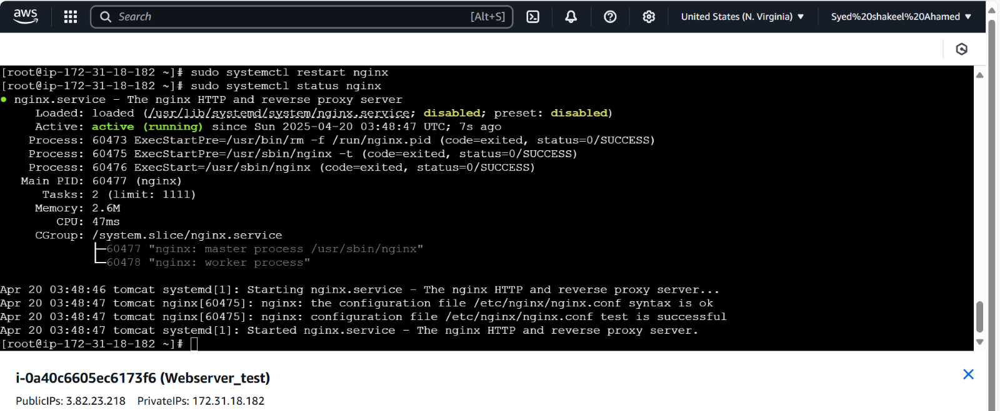 aws
Search [Alt+S] United States (N. Virginia) ▼ Syed%20shakeel%20Ahamed ▼
[root@ip-172-31-18-182 ~]# sudo systemctl restart nginx
[root@ip-172-31-18-182 ~]# sudo systemctl status nginx
● nginx.service - The nginx HTTP and reverse proxy server
Loaded: loaded (/usr/lib/systemd/system/nginx.service; disabled; preset: disabled)
Active: active (running) since Sun 2025-04-20 03:48:47 UTC; 7s ago
Process: 60473 ExecStartPre=/usr/bin/rm -f /run/nginx.pid (code=exited, status=0/SUCCESS)
Process: 60475 ExecStartPre=/usr/sbin/nginx -t (code=exited, status=0/SUCCESS)
Process: 60476 ExecStart=/usr/sbin/nginx (code=exited, status=0/SUCCESS)
Main PID: 60477 (nginx)
Tasks: 2 (limit: 1111)
Memory: 2.6M
CPU: 47ms
CGroup: /system.slice/nginx.service
├─60477 "nginx: master process /usr/sbin/nginx"
└─60478 "nginx: worker process"
Apr 20 03:48:46 tomcat systemd[1]: Starting nginx.service - The nginx HTTP and reverse proxy server...
Apr 20 03:48:47 tomcat nginx[60475]: nginx: the configuration file /etc/nginx/nginx.conf syntax is ok
Apr 20 03:48:47 tomcat nginx[60475]: nginx: configuration file /etc/nginx/nginx.conf test is successful
Apr 20 03:48:47 tomcat systemd[1]: Started nginx.service - The nginx HTTP and reverse proxy server.
[root@ip-172-31-18-182 ~]#
i-0a40c6605ec6173f6 (Webserver_test)
PublicIPs: 3.82.23.218 PrivateIPs: 172.31.18.182